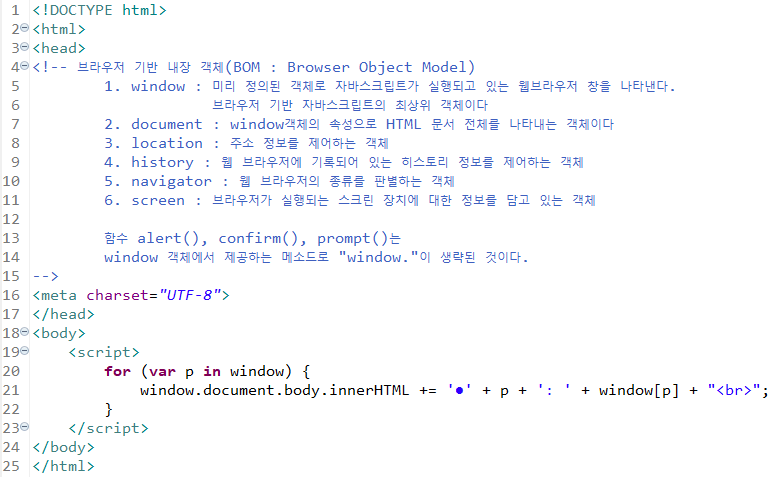 1 <!DOCTYPE html>
2 <html>
3 <head>
4 <!-- 브라우저 기반 내장 객체(BOM : Browser Object Model)
5 1. window : 미리 정의된 객체로 자바스크립트가 실행되고 있는 웹브라우저 창을 나타낸다.
6 브라우저 기반 자바스크립트의 최상위 객체이다
7 2. document : window객체의 속성으로 HTML 문서 전체를 나타내는 객체이다
8 3. location : 주소 정보를 제어하는 객체
9 4. history : 웹 브라우저에 기록되어 있는 히스토리 정보를 제어하는 객체
10 5. navigator : 웹 브라우저의 종류를 판별하는 객체
11 6. screen : 브라우저가 실행되는 스크린 장치에 대한 정보를 담고 있는 객체
12
13 함수 alert(), confirm(), prompt()는
14 window 객체에서 제공하는 메소드로 "window."이 생략된 것이다.
15 -->
16 <meta charset="UTF-8">
17 </head>
18 <body>
19 <script>
20 for (var p in window) {
21 window.document.body.innerHTML += '●' + p + ': ' + window[p] + "<br>";
22 }
23 </script>
24 </body>
25 </html>